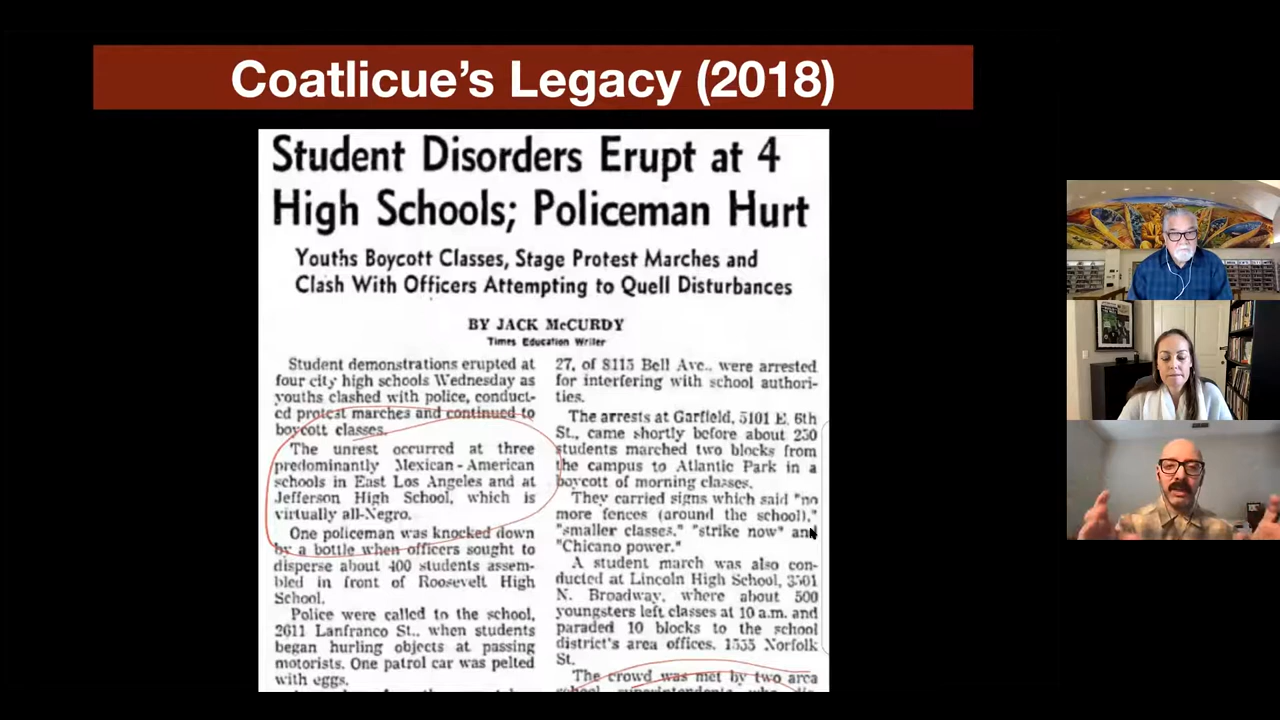 Coatlicue's Legacy (2018)
Student Disorders Erupt at 4
High Schools; Policeman Hurt
Youths Boycott Classes, Stage Protest Marches and
Clash With Officers Attempting to Quell Disturbances
BY JACK McCURDY
Times Education Writer
Student demonstrations erupted at
four city high schools Wednesday as
youths clashed with police, conduct-
ed protest marches and continued to
boycott classes.
The unrest occurred at three
predominantly Mexican-American
schools in East Los Angeles and at
Jefferson High School, which is
virtually all-Negro.
One policeman was knocked down
by a bottle when officers sought to
disperse about 400 students assem-
bled in front of Roosevelt High
School.
Police were called to the school,
2611 Lanfranco St., when students
began hurling objects at passing
motorists. One patrol car was pelted
with eggs.
27, of 8115 Bell Ave., were arrested
for interfering with school authori-
ties.
The arrests at Garfield, 5101 E. 6th
St., came shortly before about 250
students marched two blocks from
the campus to Atlantic Park in a
boycott of morning classes.
They carried signs which said "no
more fences (around the school),"
"smaller classes," "strike now" and
"Chicano power."
A student march was also con-
ducted at Lincoln High School, 3501
N. Broadway, where about 500
youngsters left classes at 10 a.m. and
paraded 10 blocks to the school
district's area offices, 1555 Norfolk
St.
The crowd was met by two area